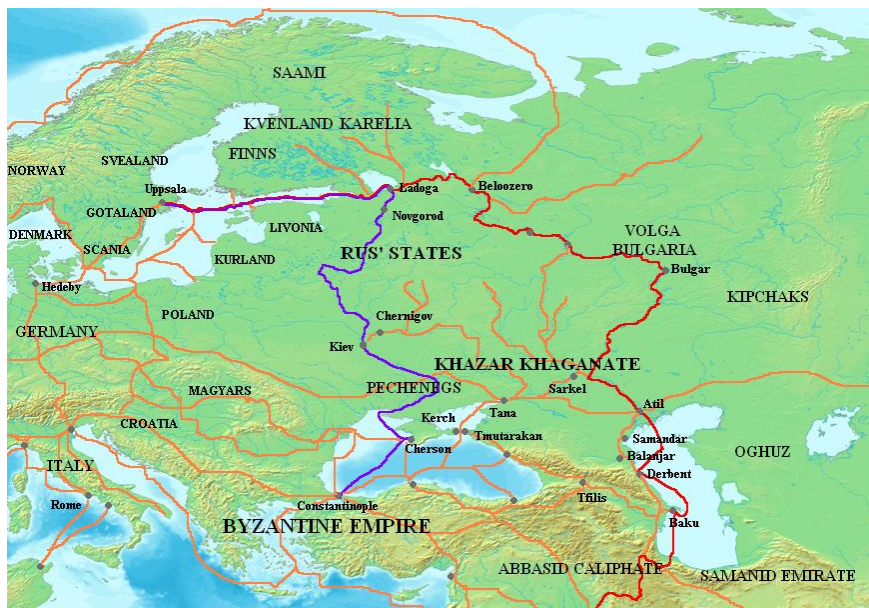 SAAMI
KVENLAND KARELIA
FINNS
SVEALAND
NORWAY
Uppsala
Ladoga
Beloozero
GOTALAND
Novgorod
LIVONIA
DENMARK
SCANIA
VOLGA
BULGARIA
RUS' STATES
KURLAND
Bulgar
Hedeby
KIPCHAKS
POLAND
Chernigov
GERMANY
Kiev
KHAZAR KHAGANATE
PECHENEGS
Sarkel
MAGYARS
Atil
Tana
Kerch
CROATIA
Tmutarakan
Samandar
Cherson
OGHUZ
Balanjar
ITALY
Derbent
Tfilis
Rome
Constantinople
Baku
BYZANTINE EMPIRE
ABBASID CALIPHATE
SAMANID EMIRATE